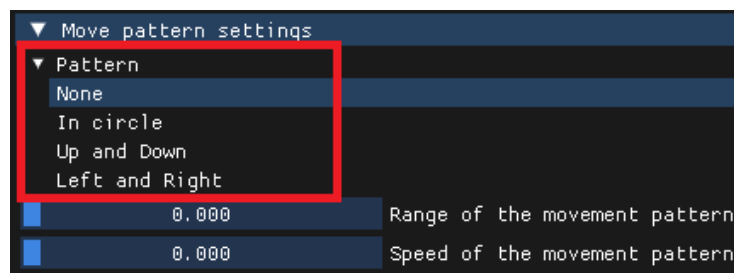 Move pattern settings
Pattern
None
In circle
Up and Down
Left and Right
0.000 Range of the movement pattern
0.000 Speed of the movement pattern